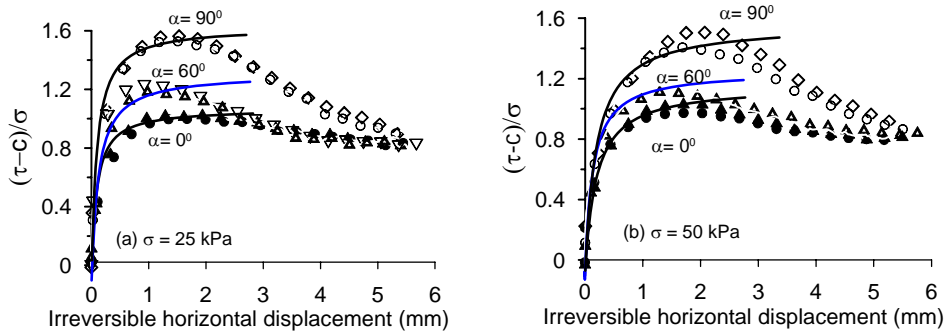 1.6
1.2
0.8
0.4
0
(τ−C)/σ
α= 90⁰
α= 60⁰
α= 0⁰
(a) σ = 25 kPa
0 1 2 3 4 5 6
Irreversible horizontal displacement (mm)
1.6
1.2
0.8
0.4
0
(τ-C)/σ
α= 90⁰
α= 60⁰
α= 0⁰
(b) σ = 50 kPa
0 1 2 3 4 5 6
Irreversible horizontal displacement (mm)